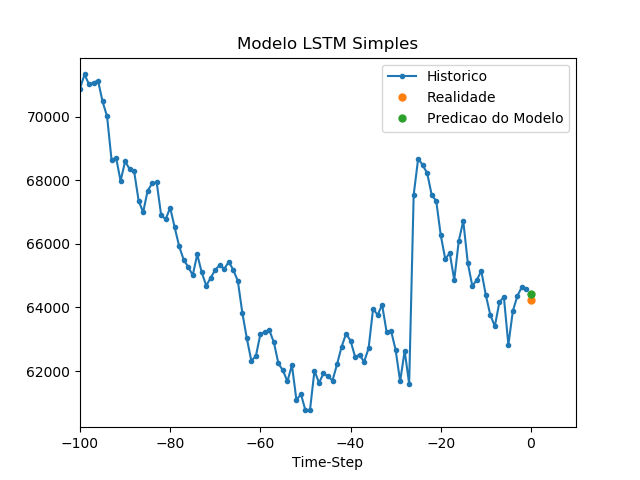 Modelo LSTM Simples
Historico
Realidade
Predicao do Modelo
70000
68000
66000
64000
62000
−100
−80
−60
−40
−20
0
Time-Step